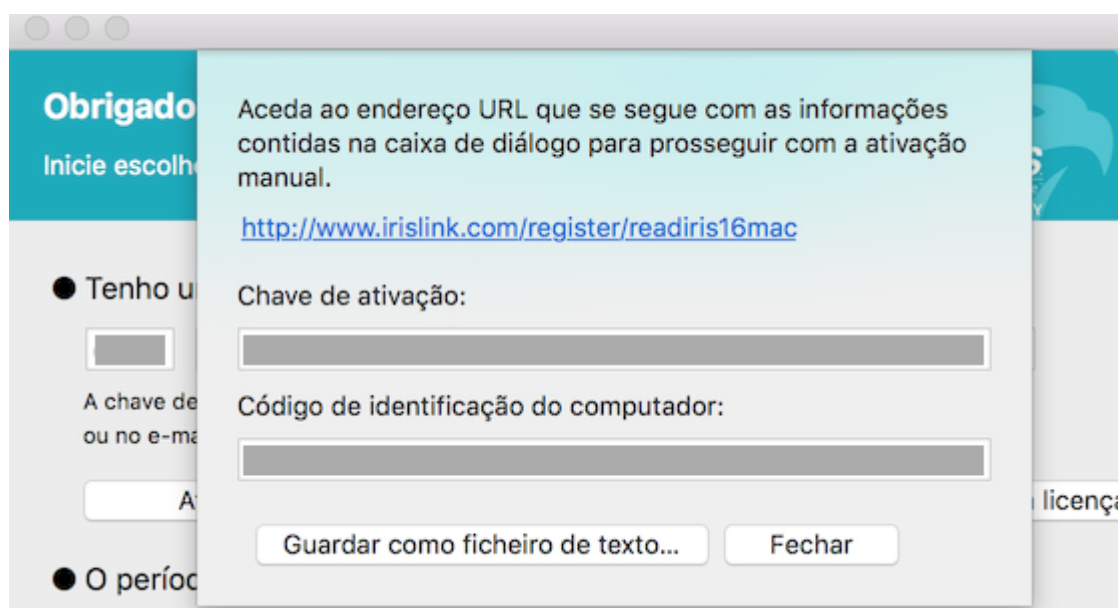 Obrigado
Inicie escolh
Aceda ao endereço URL que se segue com as informações
contidas na caixa de diálogo para prosseguir com a ativação
manual.
http://www.irislink.com/register/readiris16mac
Tenho u
Chave de ativação:
A chave de
ou no e-ma
Código de identificação do computador:
A
licença
Guardar como ficheiro de texto...
Fechar
O períod